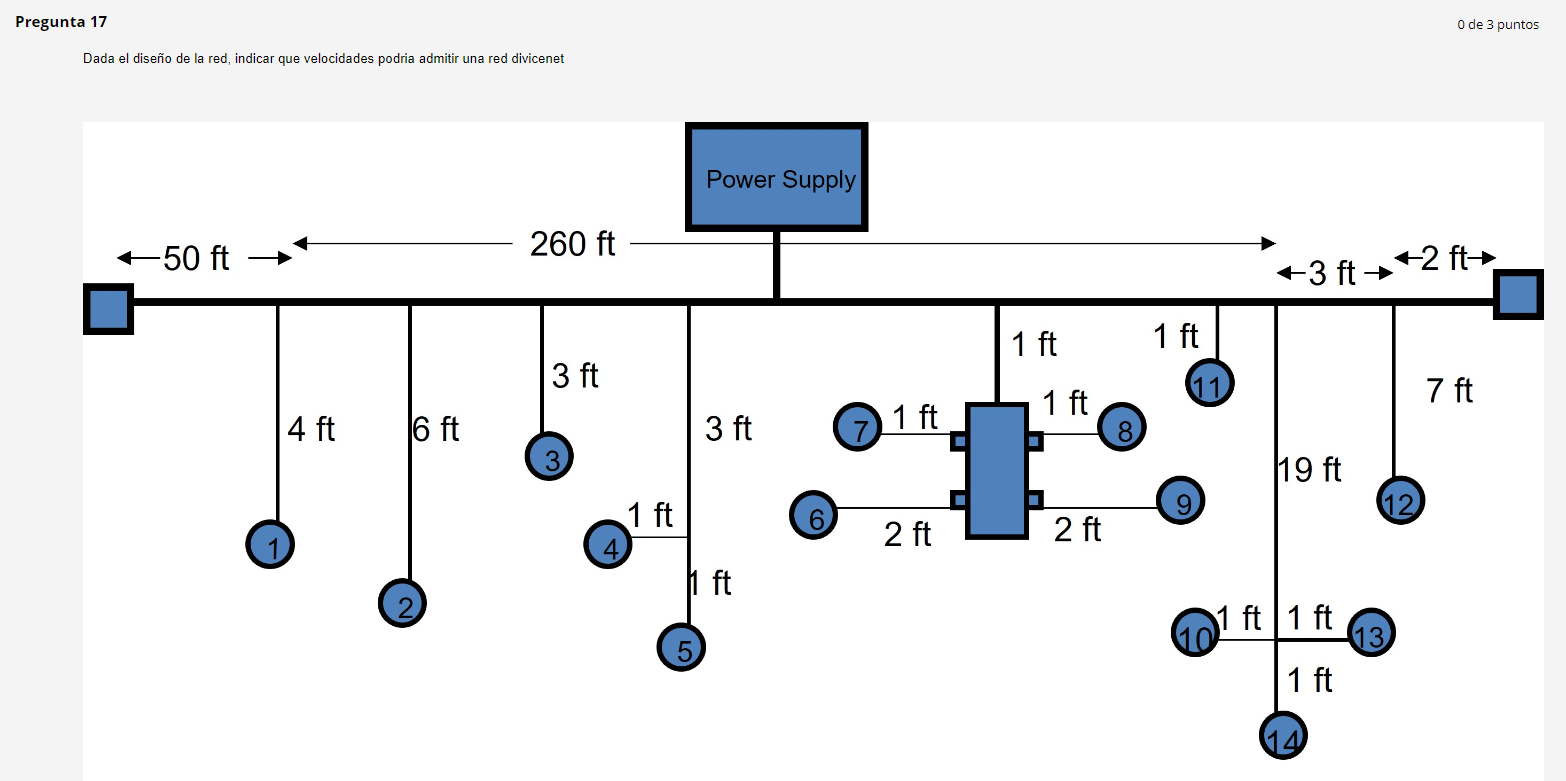 Pregunta 17
0 de 3 puntos
Dada el diseño de la red, indicar que velocidades podria admitir una red divicenet
Power Supply
50 ft
260 ft
3 ft
2 ft
4 ft
6 ft
3 ft
3 ft
1 ft
1 ft
1 ft
1 ft
1 ft
2 ft
2 ft
1 ft
19 ft
7 ft
1 ft
1 ft
1 ft
1
2
3
4
5
6
7
8
9
10
11
12
13
14